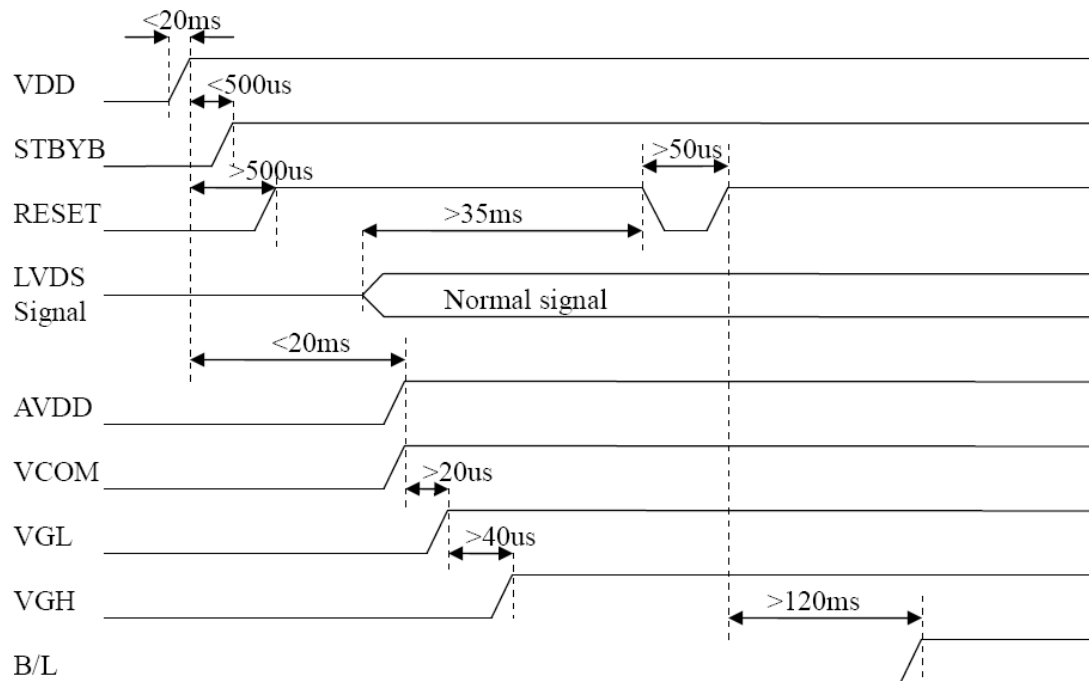 <20ms
VDD
<500us
STBYB
>500us
>50us
RESET
>35ms
LVDS
Signal
Normal signal
<20ms
AVDD
VCOM
>20us
VGL
>40us
VGH
>120ms
B/L